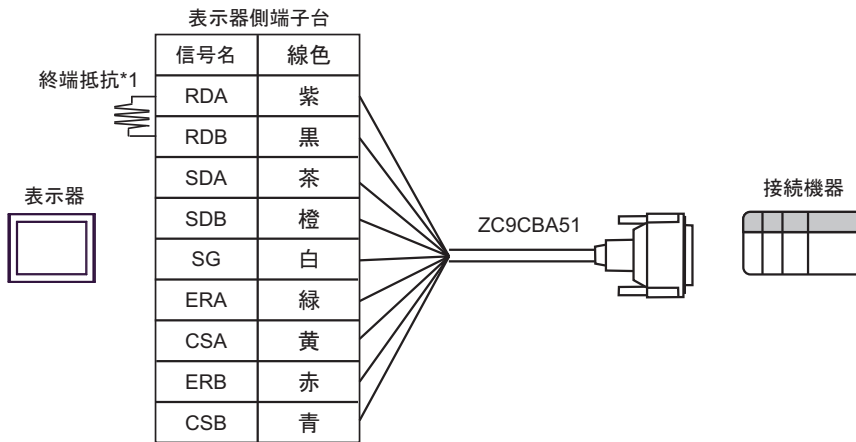 表示器側端子台
信号名 線色
終端抵抗*1
RDA 紫
RDB 黒
SDA 茶
SDB 橙
SG 白
ERA 緑
CSA 黄
ERB 赤
CSB 青
表示器
ZC9CBA51
接続機器